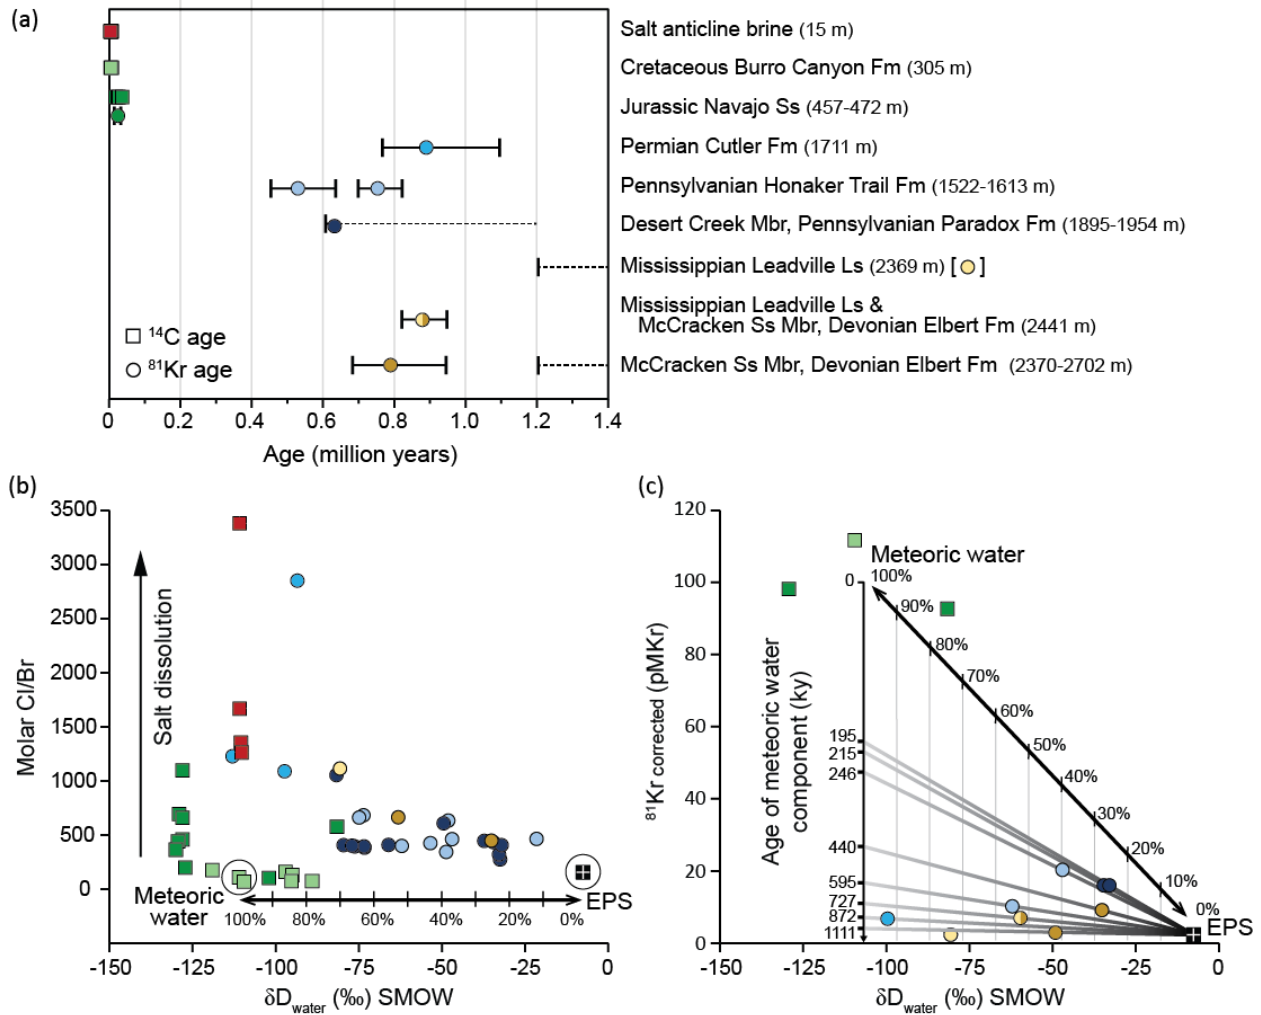 (a)
Salt anticline brine (15 m)
Cretaceous Burro Canyon Fm (305 m)
Jurassic Navajo Ss (457-472 m)
Permian Cutler Fm (1711 m)
Pennsylvanian Honaker Trail Fm (1522-1613 m)
Desert Creek Mbr, Pennsylvanian Paradox Fm (1895-1954 m)
Mississippian Leadville Ls (2369 m) [ ]
Mississippian Leadville Ls &
McCracken Ss Mbr, Devonian Elbert Fm (2441 m)
McCracken Ss Mbr, Devonian Elbert Fm (2370-2702 m)
14C age
81Kr age
0 0.2 0.4 0.6 0.8 1.0 1.2 1.4
Age (million years)
(b)
3500
3000
2500
2000
1500
1000
500
0
Molar Cl/Br
Salt dissolution
Meteoric
water
100% 80% 60% 40% 20% 0%
EPS
-150 -125 -100 -75 -50 -25 0
δDwater (‰) SMOW
(c)
120
100
80
60
40
20
0
81Kr corrected (pMKr)
Meteoric water
Age of meteoric water
component (ky)
0
195
215
246
440
595
727
872
1111
100%
90%
80%
70%
60%
50%
40%
30%
20%
10%
0%
EPS
-150 -125 -100 -75 -50 -25 0
δDwater (‰) SMOW